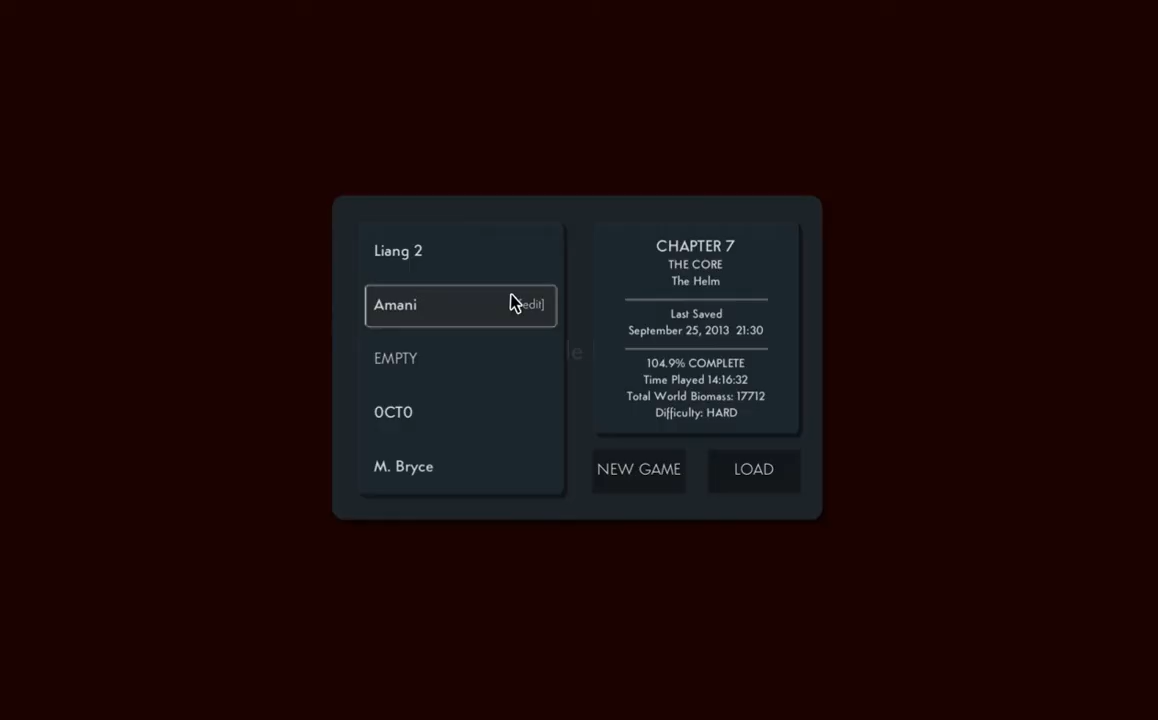 Liang 2
Amani
edit]
EMPTY
0CT0
M. Bryce
CHAPTER 7
THE CORE
The Helm
Last Saved
September 25, 2013 21:30
104.9% COMPLETE
Time Played 14:16:32
Total World Biomass: 17712
Difficulty: HARD
NEW GAME
LOAD